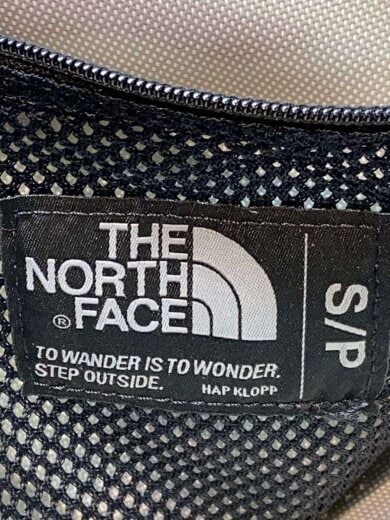 THE
NORTH
FACE
®
TO WANDER IS TO WONDER.
STEP OUTSIDE.
HAP KLOPP
S/P